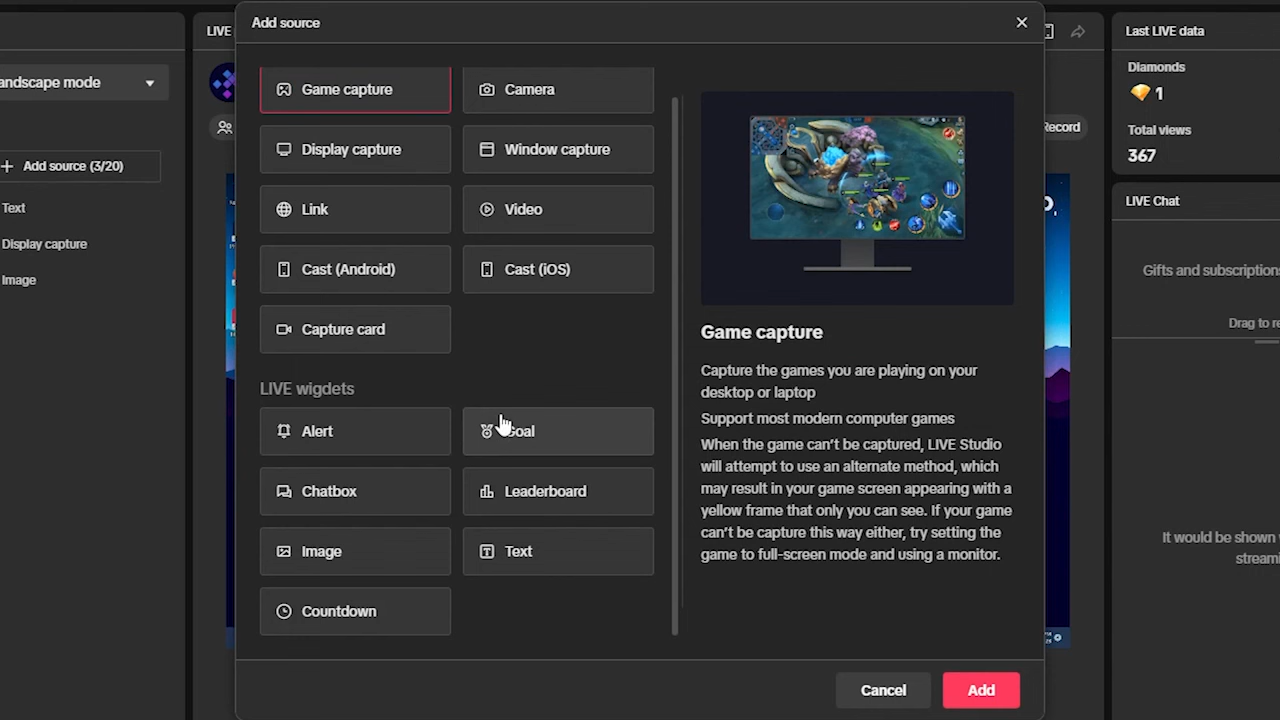 Add source
LIVE
Last LIVE data
andscape mode
Diamonds
1
Total views
367
Record
+ Add source (3/20)
Text
Display capture
Image
Game capture
Camera
Display capture
Window capture
Link
Video
Cast (Android)
Cast (iOS)
Capture card
LIVE wigdets
Alert
Goal
Chatbox
Leaderboard
Image
Text
Countdown
Game capture
Capture the games you are playing on your
desktop or laptop
Support most modern computer games
When the game can't be captured, LIVE Studio
will attempt to use an alternate method, which
may result in your game screen appearing with a
yellow frame that only you can see. If your game
can't be capture this way either, try setting the
game to full-screen mode and using a monitor.
Cancel
Add
LIVE Chat
Gifts and subscriptions
Drag to re
It would be shown
streami